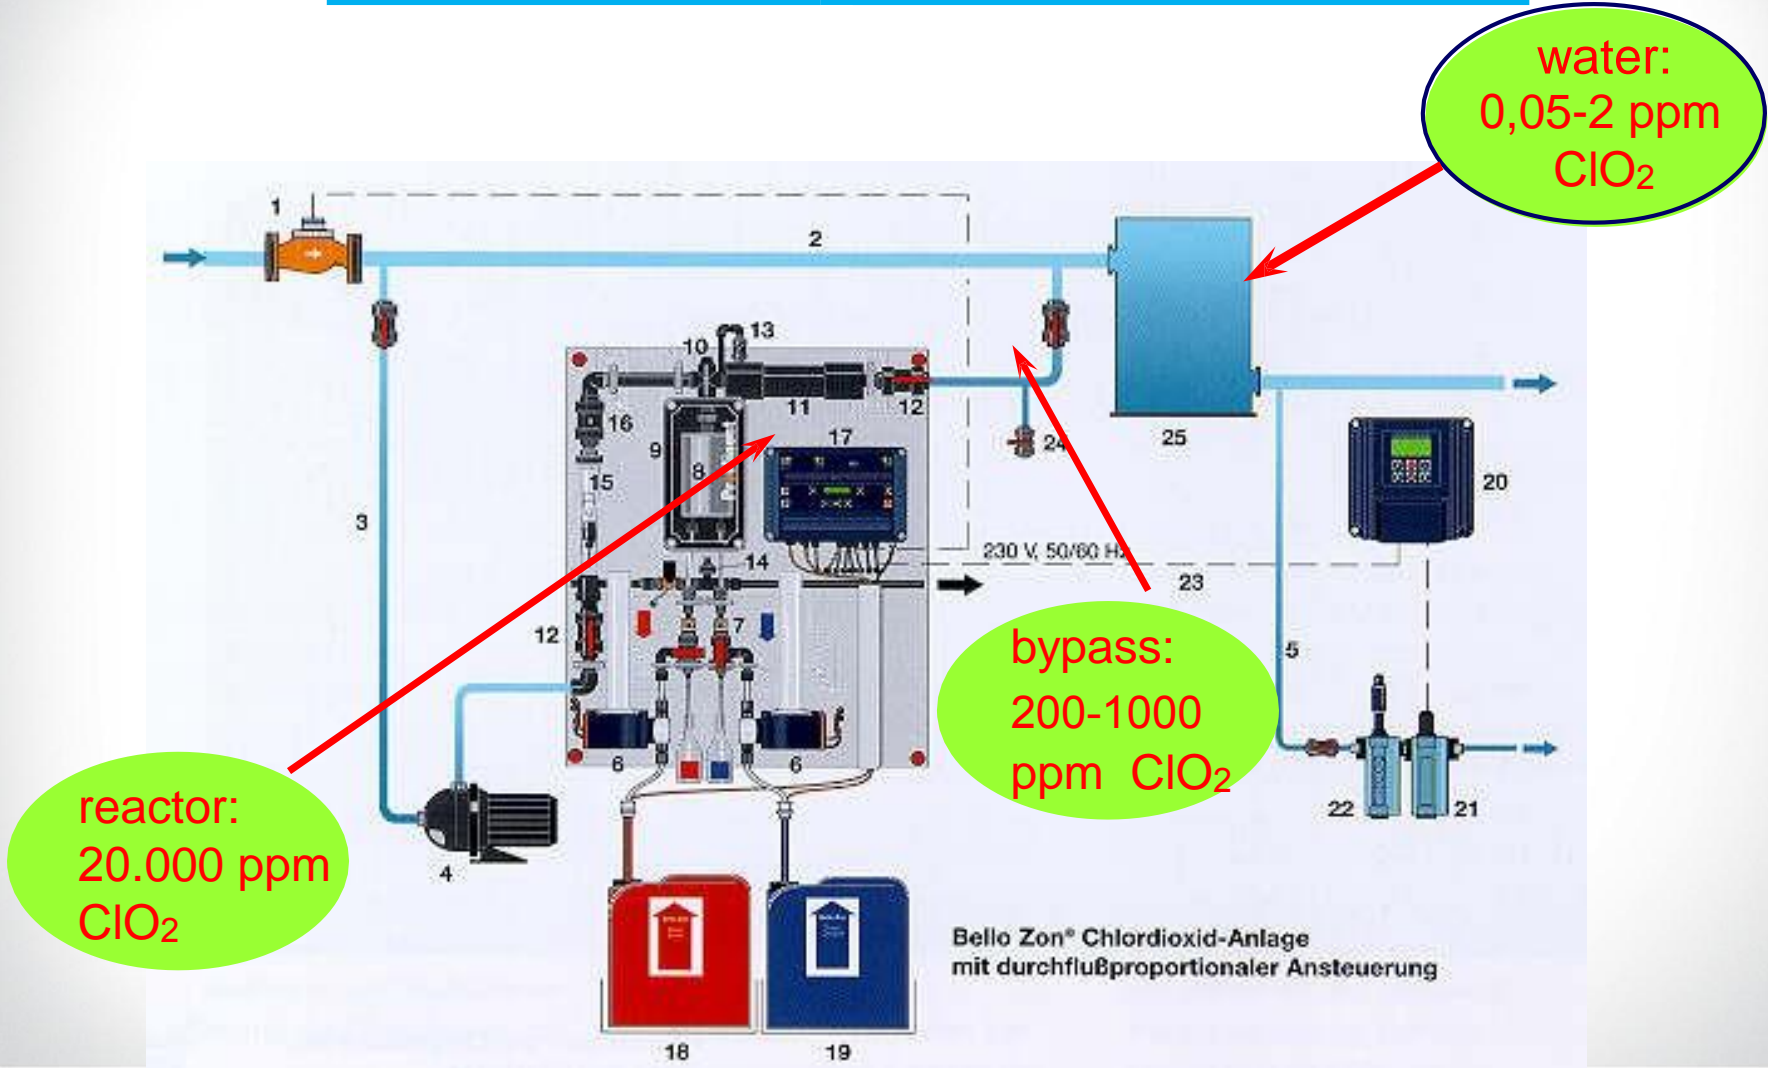 water:
0,05-2 ppm
ClO2
1
2
13
10
11
12
16
9
8
17
24
25
15
20
3
230 V, 50/60 Hz
14
23
12
7
5
bypass:
200-1000
ppm ClO2
6
6
22
21
reactor:
20.000 ppm
ClO2
4
Bello Zon® Chlordioxid-Anlage
mit durchflußproportionaler Ansteuerung
18
19